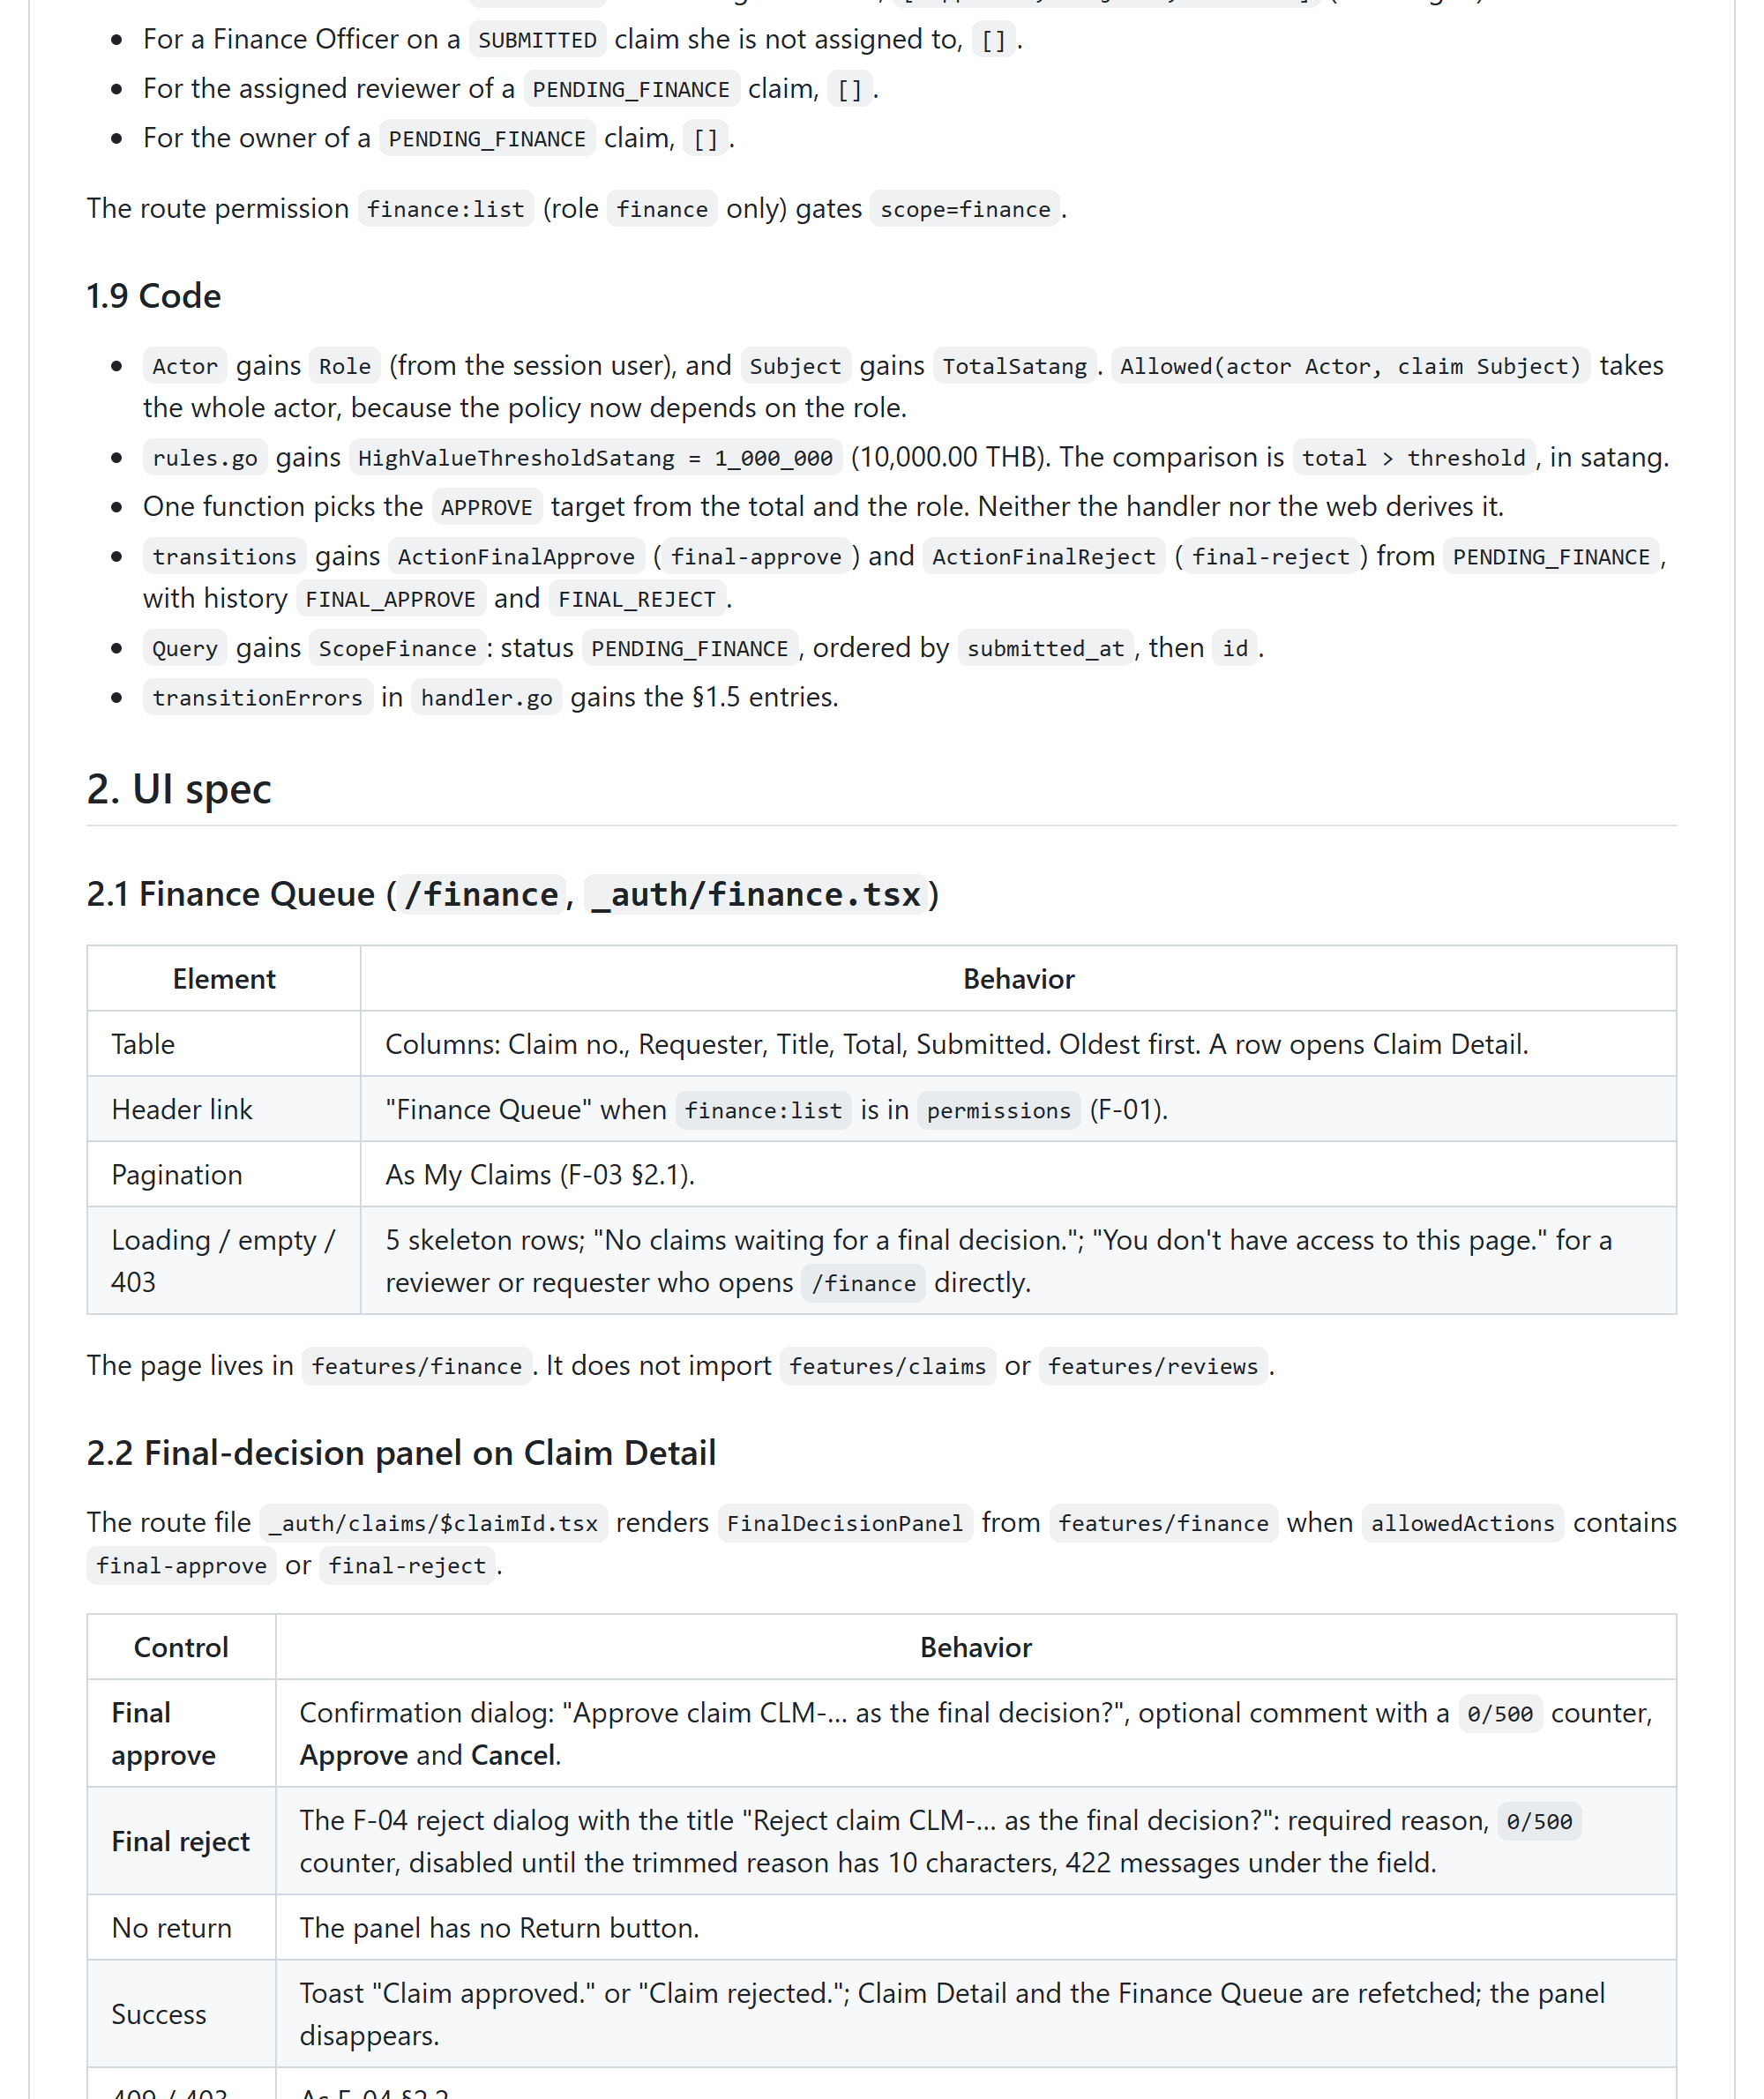 For a Finance Officer on a SUBMITTED claim she is not assigned to, [].
For the assigned reviewer of a PENDING_FINANCE claim, [].
For the owner of a PENDING_FINANCE claim, [].
The route permission finance:list (role finance only) gates scope=finance.
1.9 Code
Actor gains Role (from the session user), and Subject gains TotalSatang. Allowed(actor Actor, claim Subject) takes
the whole actor, because the policy now depends on the role.
rules.go gains HighValueThresholdSatang = 1_000_000 (10,000.00 THB). The comparison is total > threshold, in satang.
One function picks the APPROVE target from the total and the role. Neither the handler nor the web derives it.
transitions gains ActionFinalApprove (final-approve) and ActionFinalReject (final-reject) from PENDING_FINANCE,
with history FINAL_APPROVE and FINAL_REJECT.
Query gains ScopeFinance: status PENDING_FINANCE, ordered by submitted_at, then id.
transitionErrors in handler.go gains the §1.5 entries.
2. UI spec
2.1 Finance Queue (/finance, _auth/finance.tsx)
Element Behavior
Table Columns: Claim no., Requester, Title, Total, Submitted. Oldest first. A row opens Claim Detail.
Header link "Finance Queue" when finance:list is in permissions (F-01).
Pagination As My Claims (F-03 §2.1).
Loading / empty / 5 skeleton rows; "No claims waiting for a final decision."; "You don't have access to this page." for a
403 reviewer or requester who opens /finance directly.
The page lives in features/finance. It does not import features/claims or features/reviews.
2.2 Final-decision panel on Claim Detail
The route file _auth/claims/$claimId.tsx renders FinalDecisionPanel from features/finance when allowedActions contains
final-approve or final-reject.
Control Behavior
Final Confirmation dialog: "Approve claim CLM-… as the final decision?", optional comment with a 0/500 counter,
approve Approve and Cancel.
Final reject The F-04 reject dialog with the title "Reject claim CLM-… as the final decision?": required reason, 0/500
counter, disabled until the trimmed reason has 10 characters, 422 messages under the field.
No return The panel has no Return button.
Success Toast "Claim approved." or "Claim rejected."; Claim Detail and the Finance Queue are refetched; the panel
disappears.
409 / 403 As F-04 §2.2